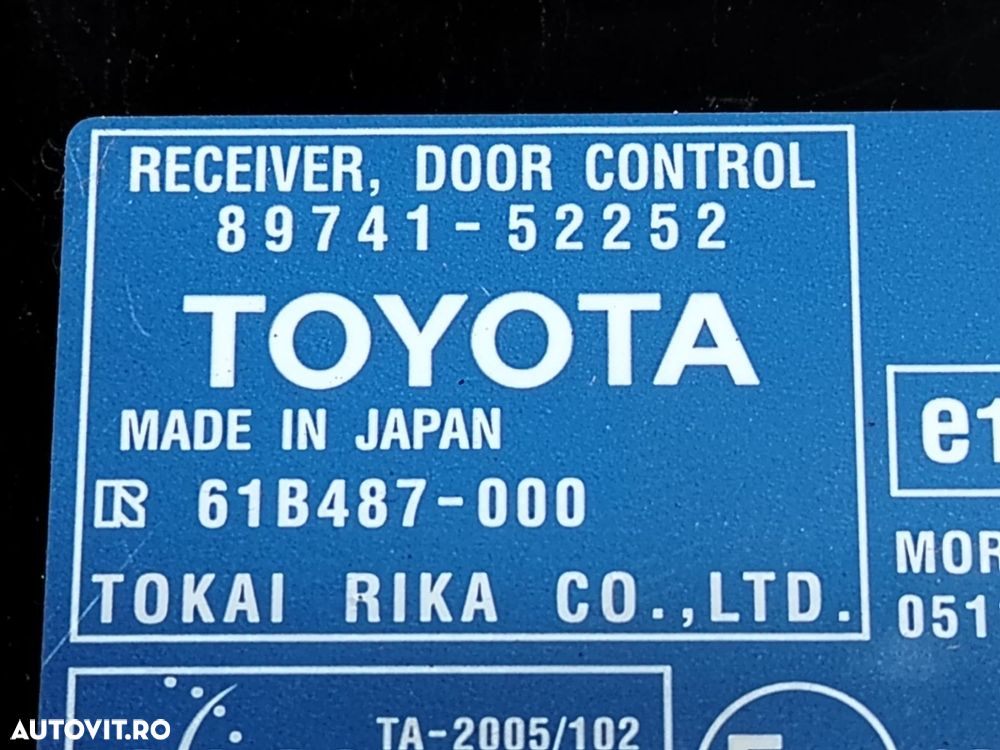 RECEIVER, DOOR CONTROL
89741-52252
TOYOTA
MADE IN JAPAN
R 61B487-000
TOKAI RIKA CO.,LTD.
e1
MOR
051
TA-2005/102
AUTOVIT.RO